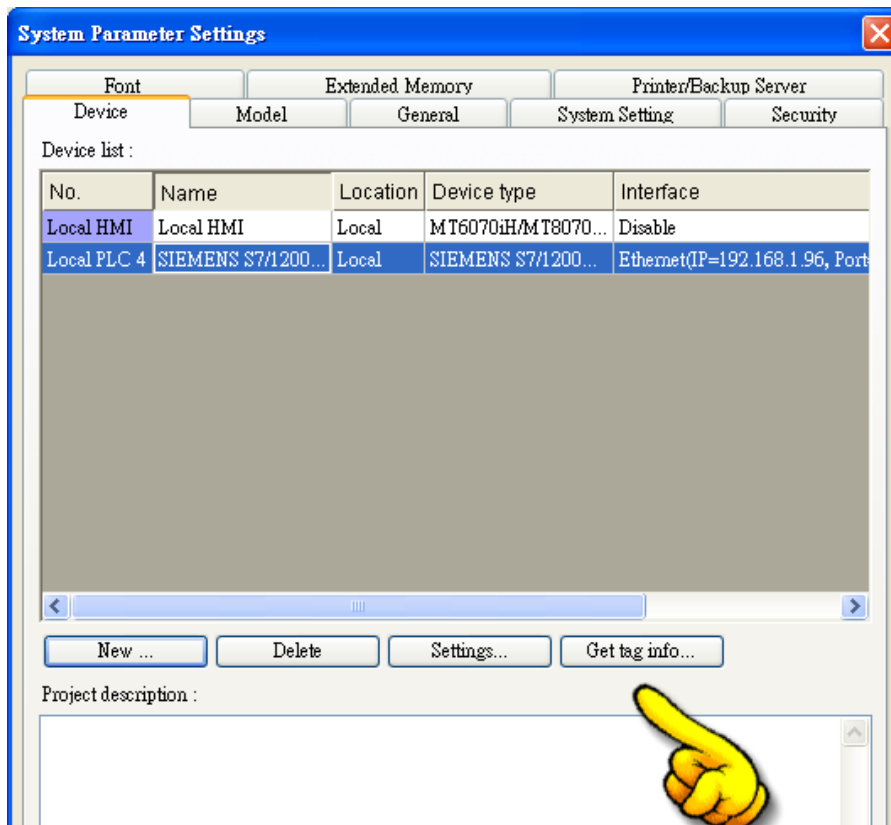 System Parameter Settings
Font Extended Memory Printer/Backup Server
Device Model General System Setting Security
Device list :
No. Name Location Device type Interface
Local HMI Local HMI Local MT6070iH/MT8070... Disable
Local PLC 4 SIEMENS S7/1200... Local SIEMENS S7/1200... Ethernet(IP=192.168.1.96, Port
New ... Delete Settings... Get tag info...
Project description :